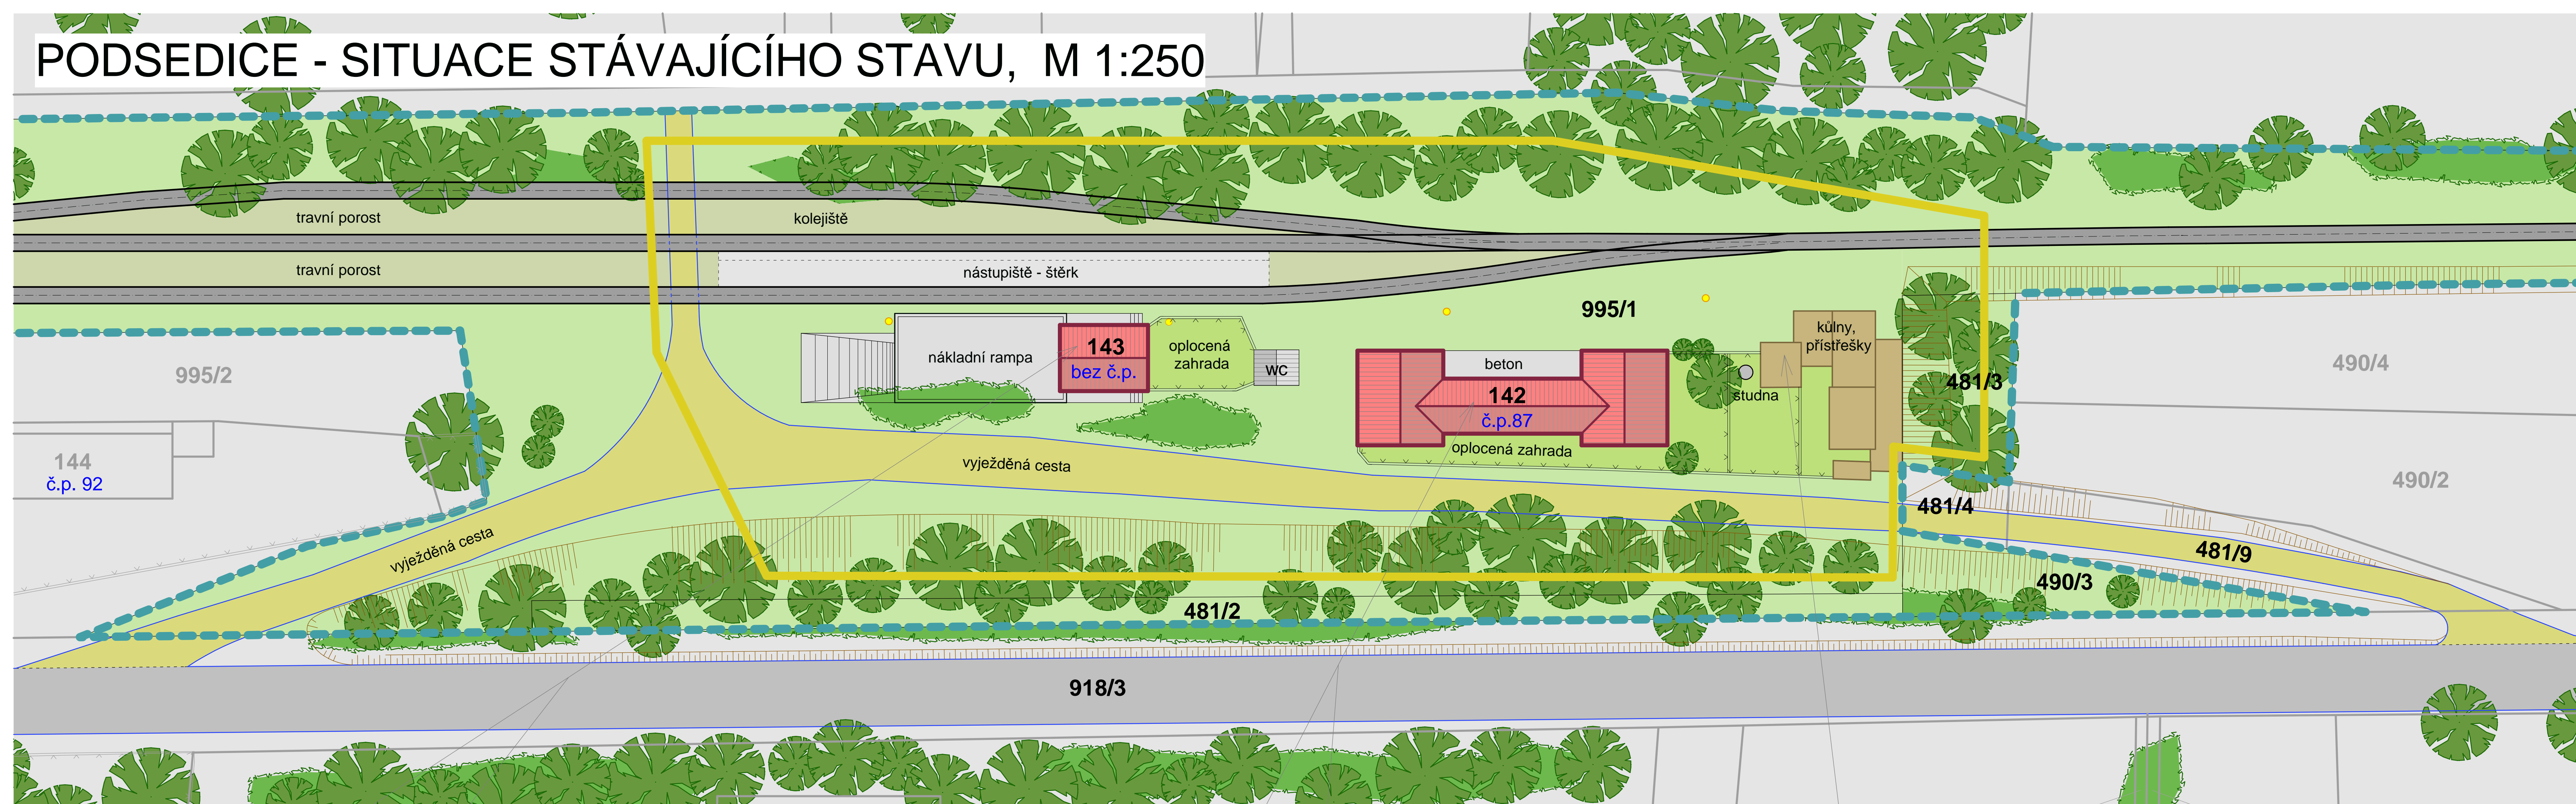 PODSEDICE - SITUACE STÁVAJÍCÍHO STAVU, M 1:250
travní porost
kolejiště
travní porost
nástupiště - štěrk
995/1
995/2
nákladní rampa
143
bez č.p.
oplocená
zahrada
WC
beton
142
č.p.87
oplocená zahrada
studna
kůlny,
přístřešky
481/3
490/4
144
č.p. 92
vyježděná cesta
490/2
481/4
vyježděná cesta
481/9
490/3
481/2
918/3